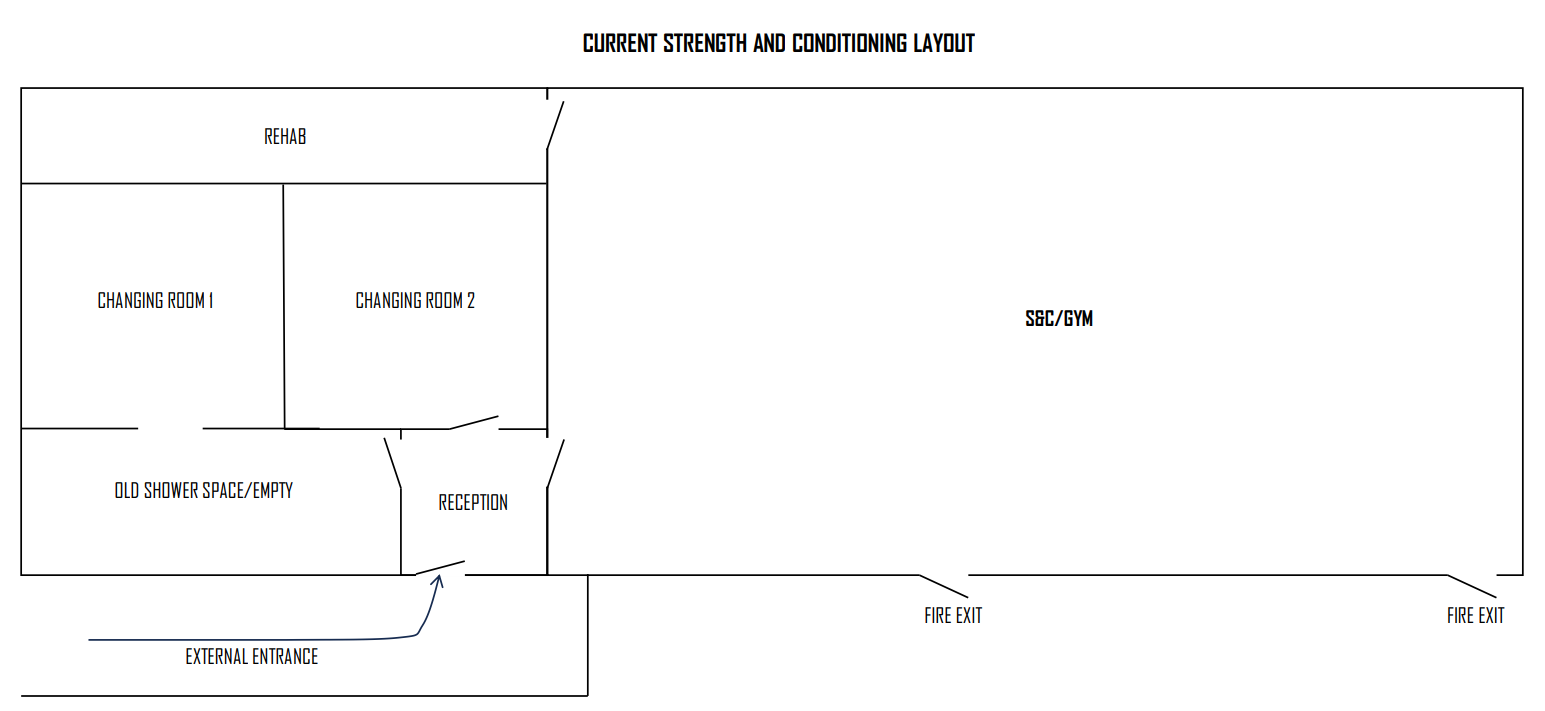 CURRENT STRENGTH AND CONDITIONING LAYOUT
REHAB
CHANGING ROOM 1
CHANGING ROOM 2
S&C/GYM
OLD SHOWER SPACE/EMPTY
RECEPTION
FIRE EXIT
FIRE EXIT
EXTERNAL ENTRANCE